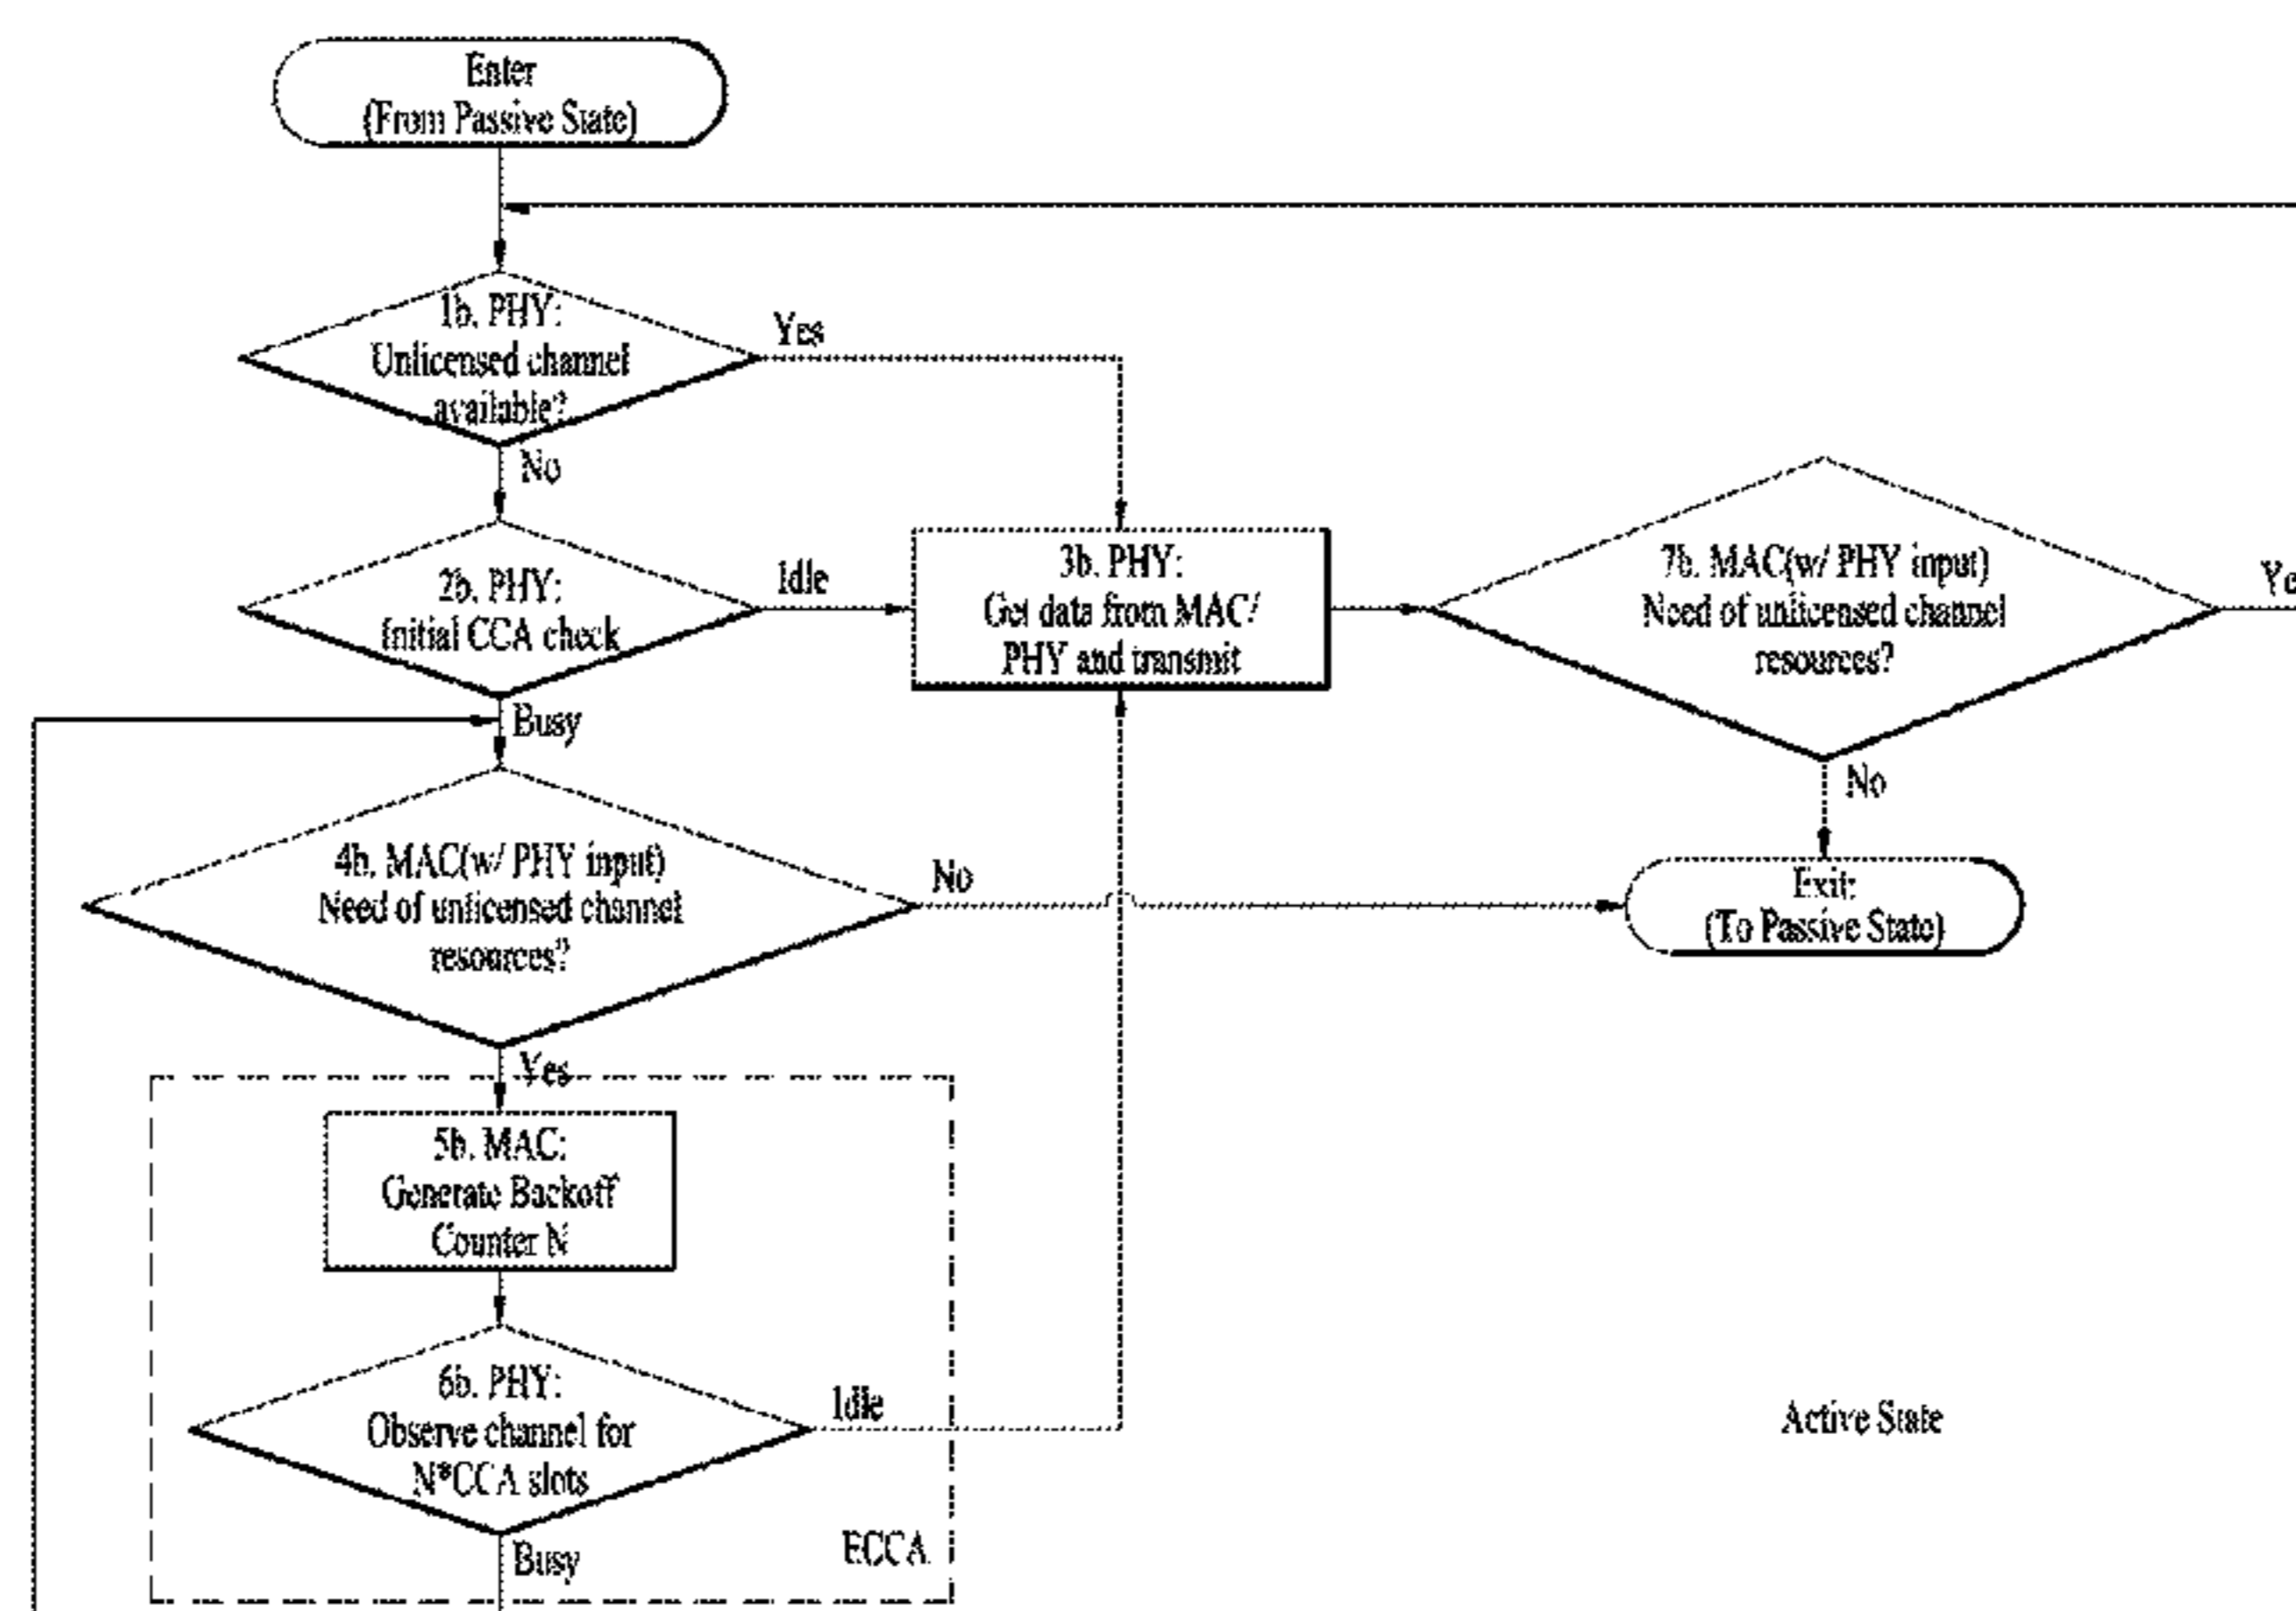 Enter
(From Passive State)
1b. PHY:
Unlicensed channel
available?
Yes
No
2b. PHY:
Initial CCA check
Idle
Busy
3b. PHY:
Get data from MAC/
PHY and transmit
7b. MAC(w/ PHY input)
Need of unlicensed channel
resources?
Ye
No
4b. MAC(w/ PHY input)
Need of unlicensed channel
resources?
No
Yes
Exit:
(To Passive State)
5b. MAC:
Generate Backoff
Counter N
6b. PHY:
Observe channel for
N*CCA slots
Idle
Busy
ECCA
Active State